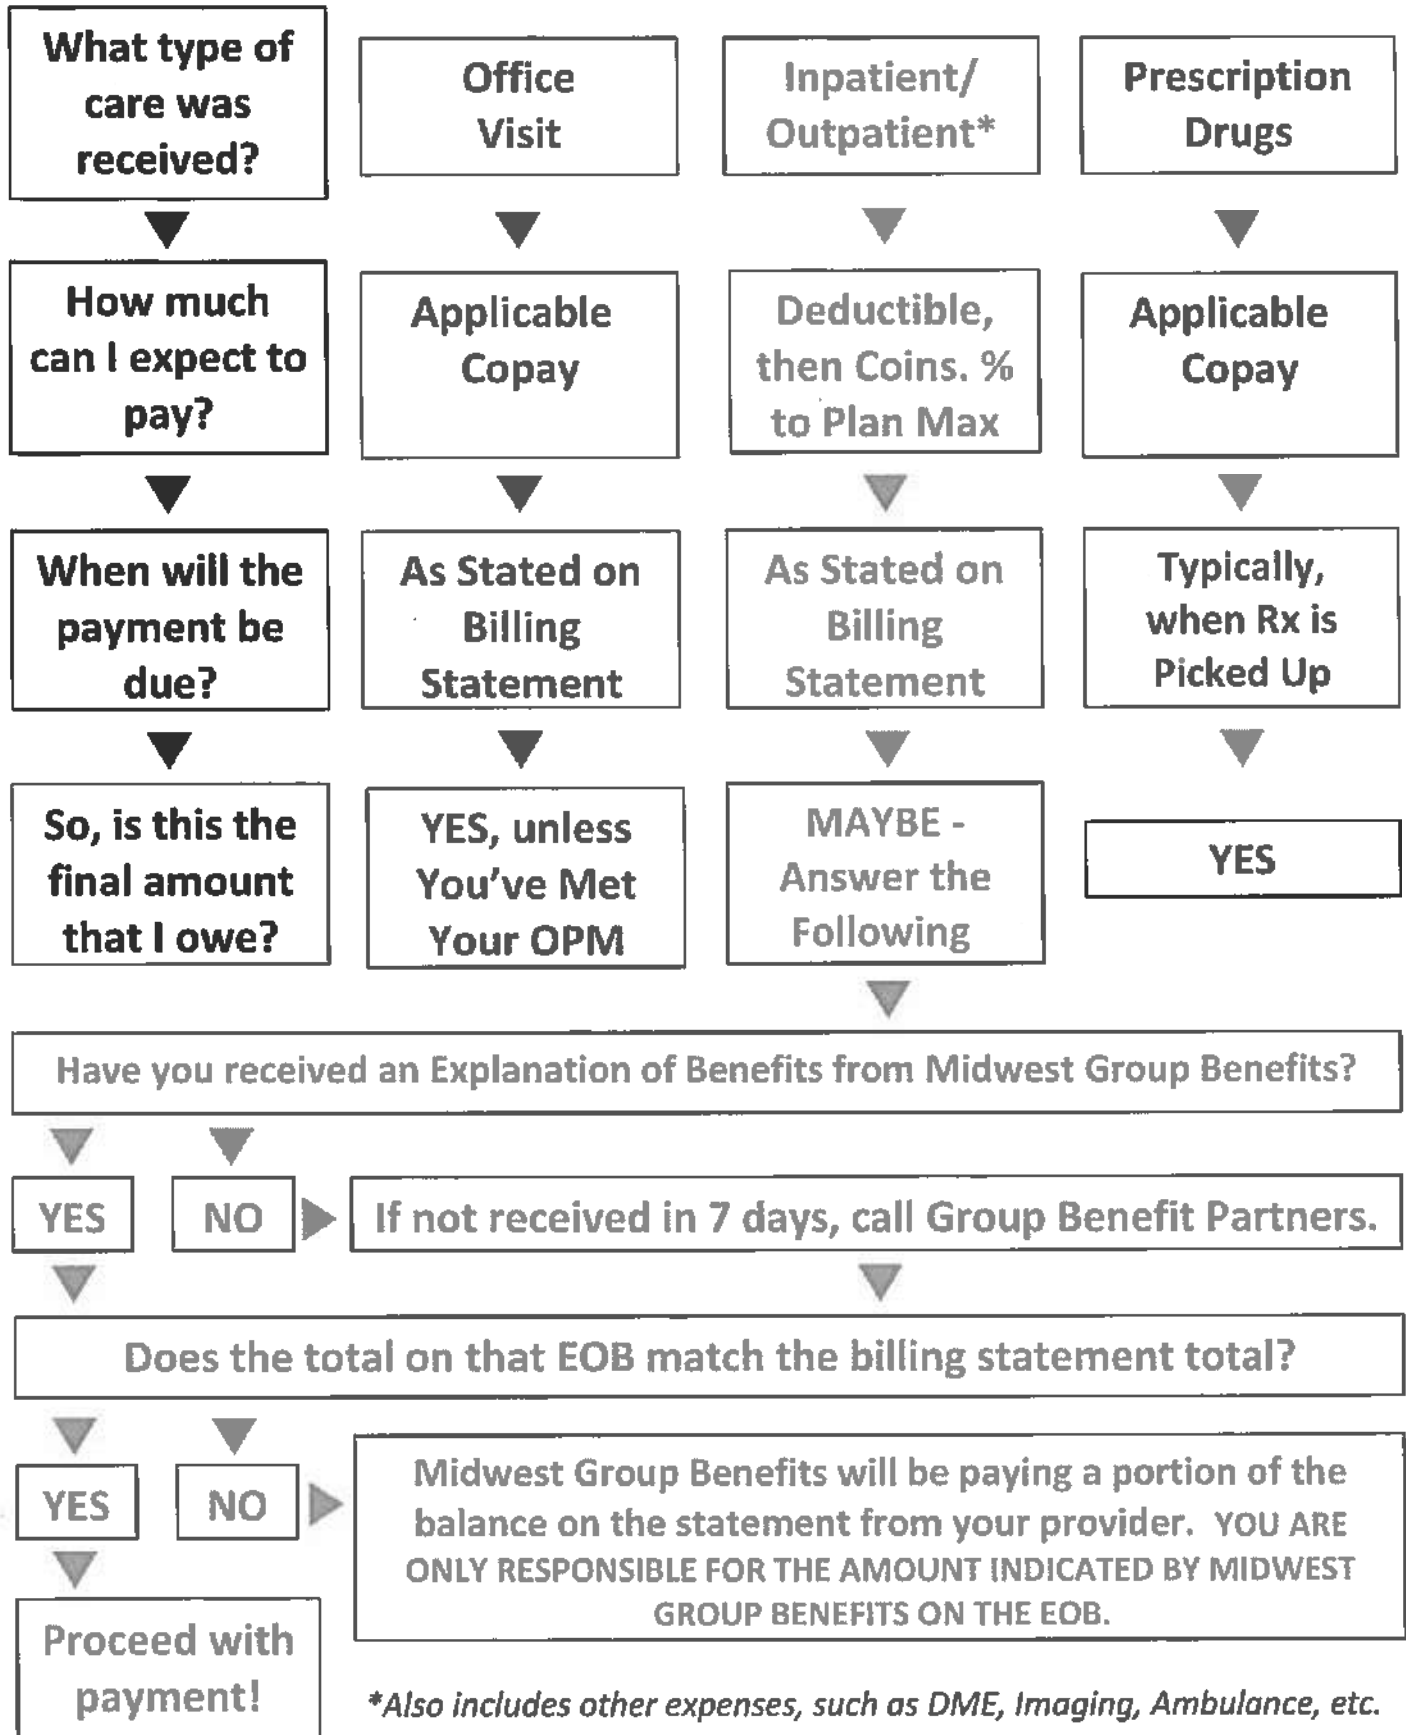 What type of
care was
received?
Office
Visit
Inpatient/
Outpatient*
Prescription
Drugs
How much
can I expect to
pay?
Applicable
Copay
Deductible,
then Coins. %
to Plan Max
Applicable
Copay
When will the
payment be
due?
As Stated on
Billing
Statement
As Stated on
Billing
Statement
Typically,
when Rx is
Picked Up
So, is this the
final amount
that I owe?
YES, unless
You've Met
Your OPM
MAYBE -
Answer the
Following
YES
Have you received an Explanation of Benefits from Midwest Group Benefits?
YES
NO
If not received in 7 days, call Group Benefit Partners.
Does the total on that EOB match the billing statement total?
YES
NO
Midwest Group Benefits will be paying a portion of the
balance on the statement from your provider. YOU ARE
ONLY RESPONSIBLE FOR THE AMOUNT INDICATED BY MIDWEST
GROUP BENEFITS ON THE EOB.
Proceed with
payment!
*Also includes other expenses, such as DME, Imaging, Ambulance, etc.